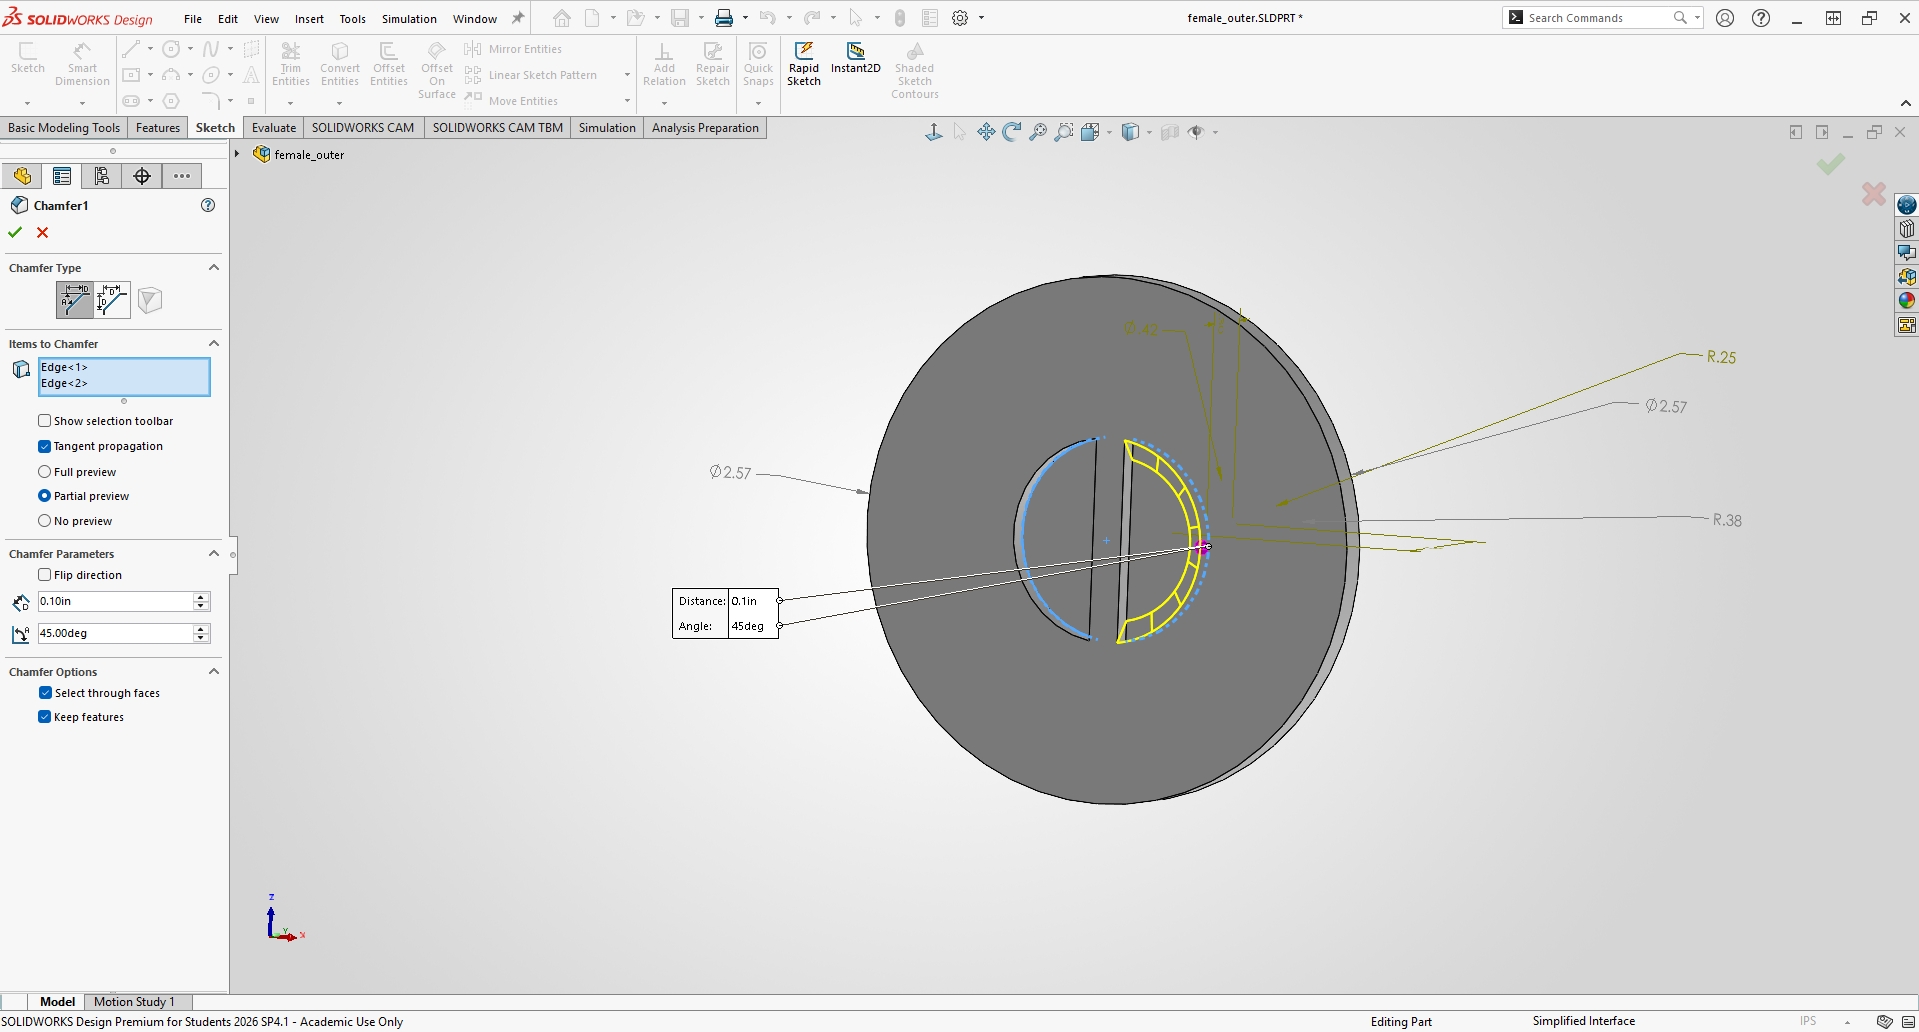 SOLIDWORKS Design
File Edit View Insert Tools Simulation Window
female_outer.SLDPRT *
Search Commands
Sketch
Smart Dimension
Trim Entities
Convert Entities
Offset Entities
Offset On Surface
Mirror Entities
Linear Sketch Pattern
Move Entities
Add Relation
Repair Sketch
Quick Snaps
Rapid Sketch
Instant2D
Shaded Sketch Contours
Basic Modeling Tools Features Sketch Evaluate SOLIDWORKS CAM SOLIDWORKS CAM TBM Simulation Analysis Preparation
female_outer
Chamfer1
Chamfer Type
Items to Chamfer
Edge<1>
Edge<2>
Show selection toolbar
Tangent propagation
Full preview
Partial preview
No preview
Chamfer Parameters
Flip direction
0.10in
45.00deg
Chamfer Options
Select through faces
Keep features
Ø.42
R.25
Ø2.57
Ø2.57
R.38
Distance: 0.1in
Angle: 45deg
Z
Y
X
Model Motion Study 1
SOLIDWORKS Design Premium for Students 2026 SP4.1 - Academic Use Only
Editing Part
Simplified Interface
IPS